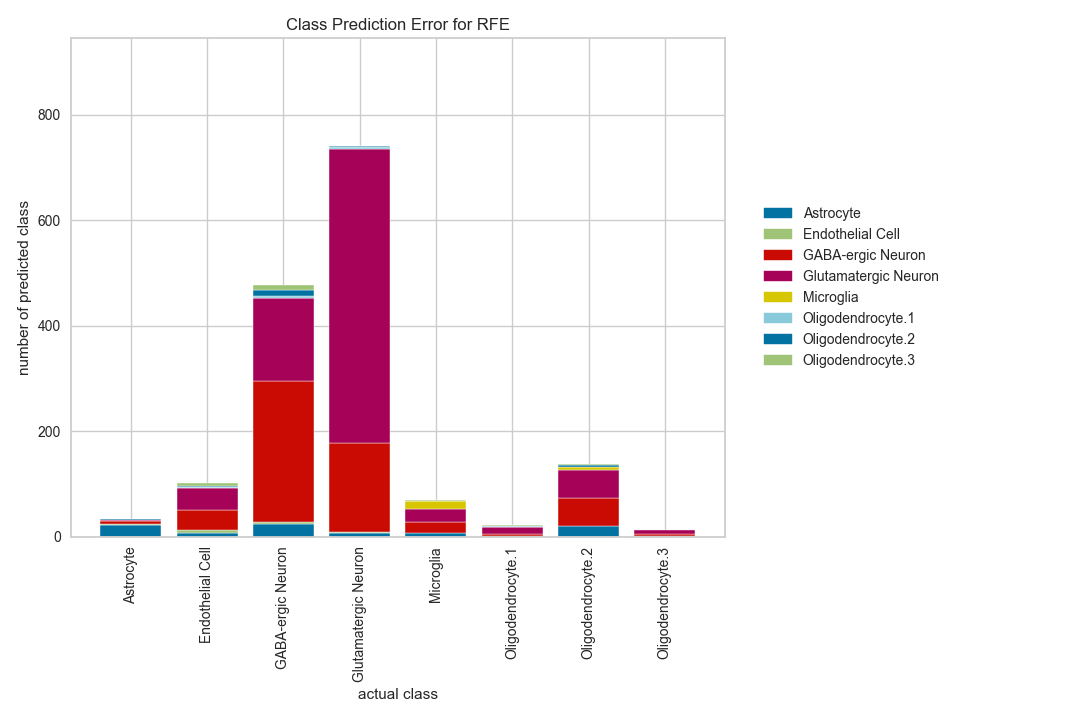 Class Prediction Error for RFE
800
600
400
200
0
number of predicted class
Astrocyte
Endothelial Cell
GABA-ergic Neuron
Glutamatergic Neuron
Microglia
Oligodendrocyte.1
Oligodendrocyte.2
Oligodendrocyte.3
actual class
Astrocyte
Endothelial Cell
GABA-ergic Neuron
Glutamatergic Neuron
Microglia
Oligodendrocyte.1
Oligodendrocyte.2
Oligodendrocyte.3